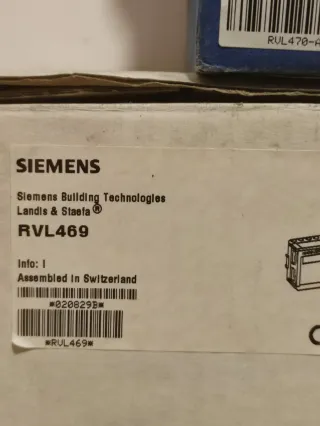 RVL470-A
SIEMENS
Siemens Building Technologies
Landis & Staefa®
RVL469
Info: I
Assembled in Switzerland
*020829B*
*RVL469*